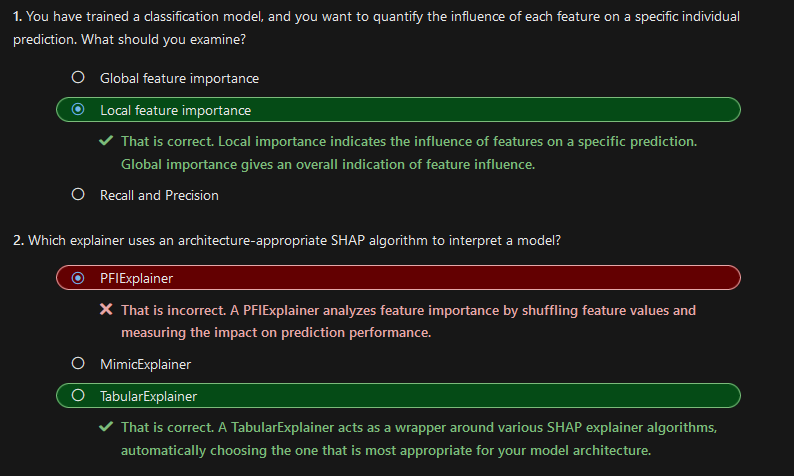 1. You have trained a classification model, and you want to quantify the influence of each feature on a specific individual
prediction. What should you examine?
Global feature importance
Local feature importance
That is correct. Local importance indicates the influence of features on a specific prediction.
Global importance gives an overall indication of feature influence.
Recall and Precision
2. Which explainer uses an architecture-appropriate SHAP algorithm to interpret a model?
PFIExplainer
That is incorrect. A PFIExplainer analyzes feature importance by shuffling feature values and
measuring the impact on prediction performance.
MimicExplainer
TabularExplainer
That is correct. A TabularExplainer acts as a wrapper around various SHAP explainer algorithms,
automatically choosing the one that is most appropriate for your model architecture.